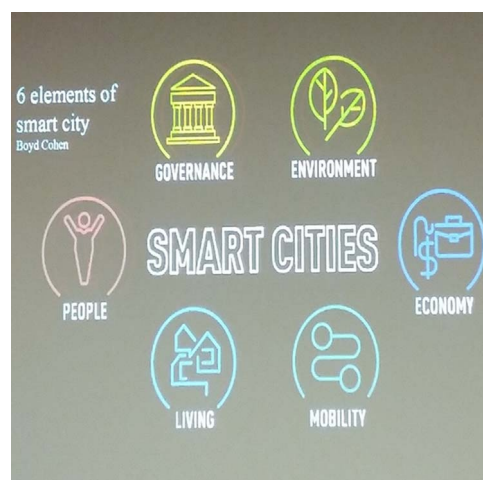 6 elements of
smart city
Boyd Cohen
GOVERNANCE
ENVIRONMENT
PEOPLE
SMART CITIES
ECONOMY
LIVING
MOBILITY